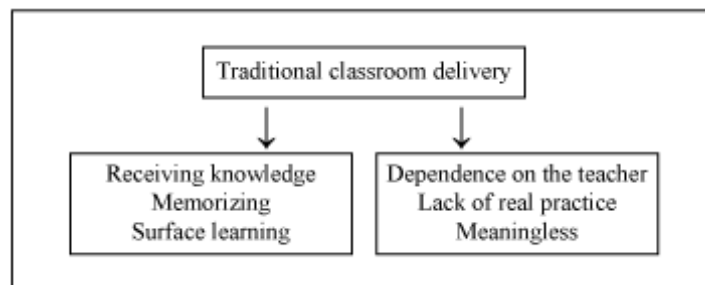 Traditional classroom delivery
Receiving knowledge
Memorizing
Surface learning
Dependence on the teacher
Lack of real practice
Meaningless